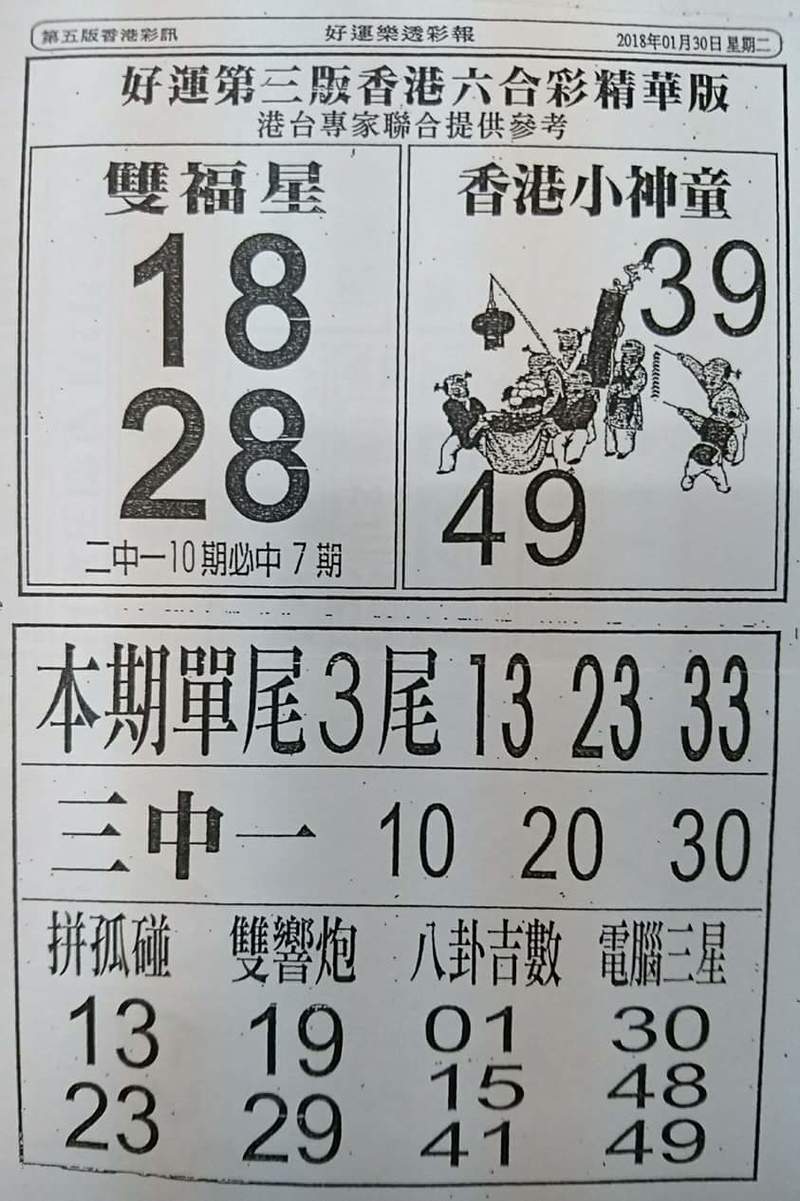 第五版香港彩訊 好運樂透彩報 2018年01月30日 星期二
好運第三版香港六合彩精華版
港台專家聯合提供參考
雙福星
18
28
二中一10期必中7期
香港小神童
39
49
本期單尾3尾 13 23 33
三中一 10 20 30
拼孤碰 雙響炮 八卦吉數 電腦三星
13 19 01 30
15 48
23 29 41 49